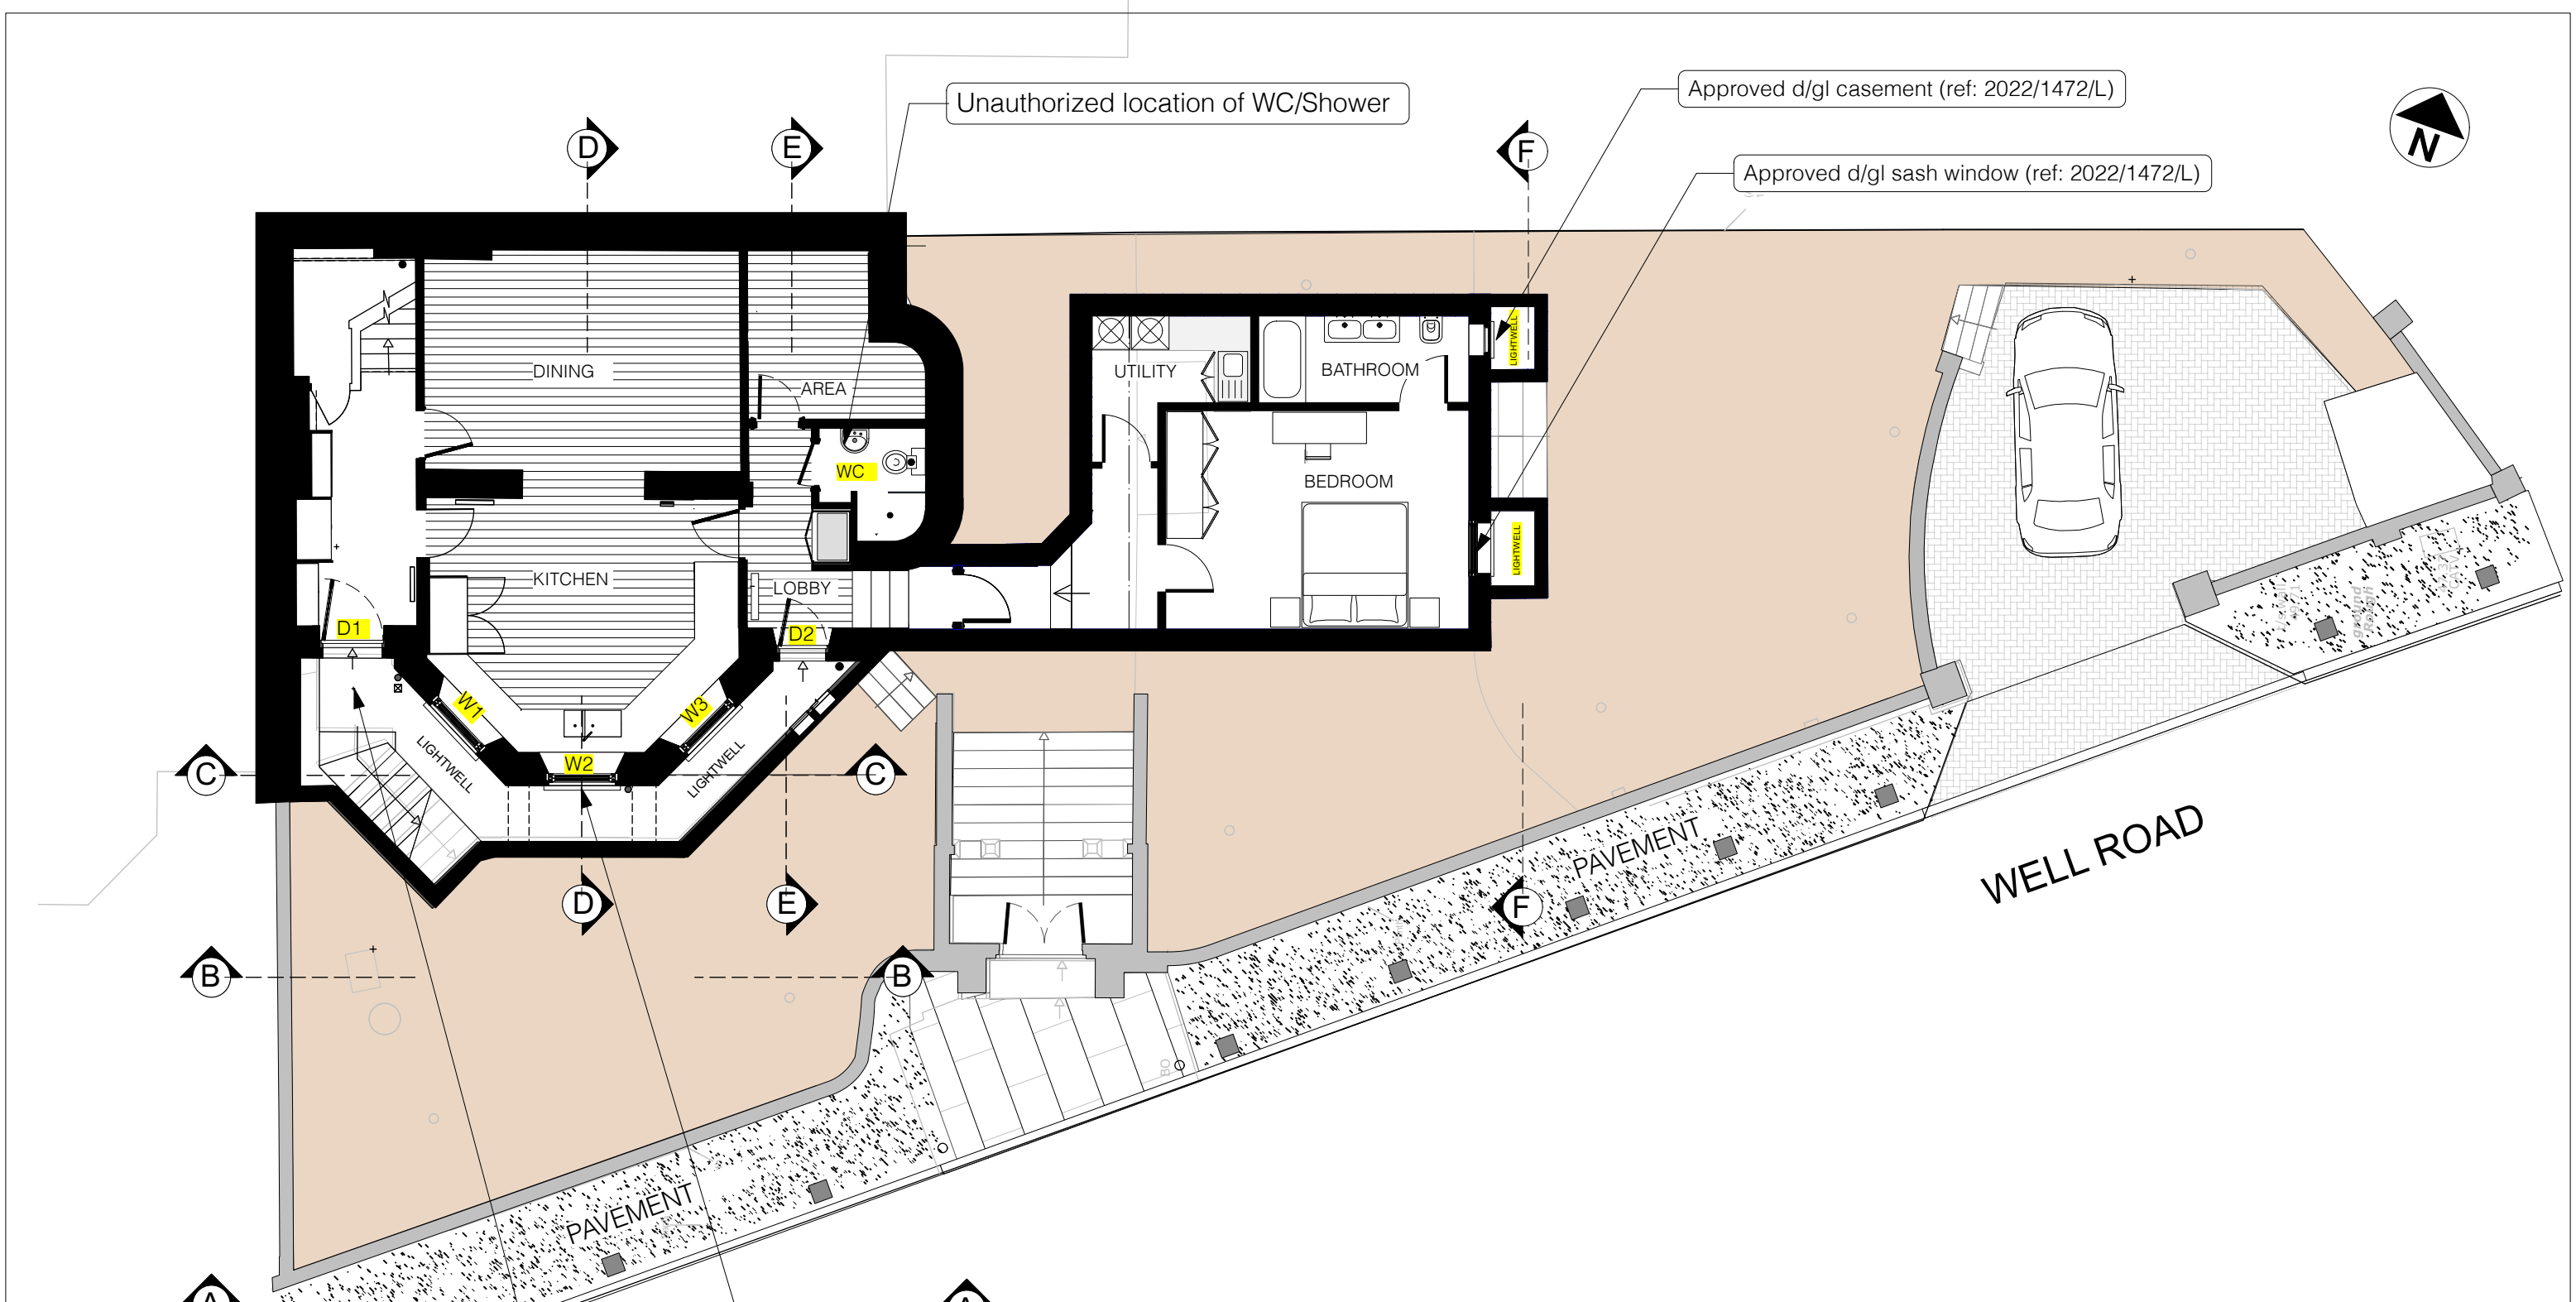 Approved d/gl casement (ref: 2022/1472/L)
Unauthorized location of WC/Shower
N
D
E
F
Approved d/gl sash window (ref: 2022/1472/L)
LIGHTWELL
DINING
UTILITY
BATHROOM
AREA
WC
BEDROOM
LIGHTWELL
KITCHEN
LOBBY
D1
D2
W1
W3
W2
LIGHTWELL
LIGHTWELL
C
C
PAVEMENT
WELL ROAD
D
E
F
B
B
BO
PAVEMENT
A
A